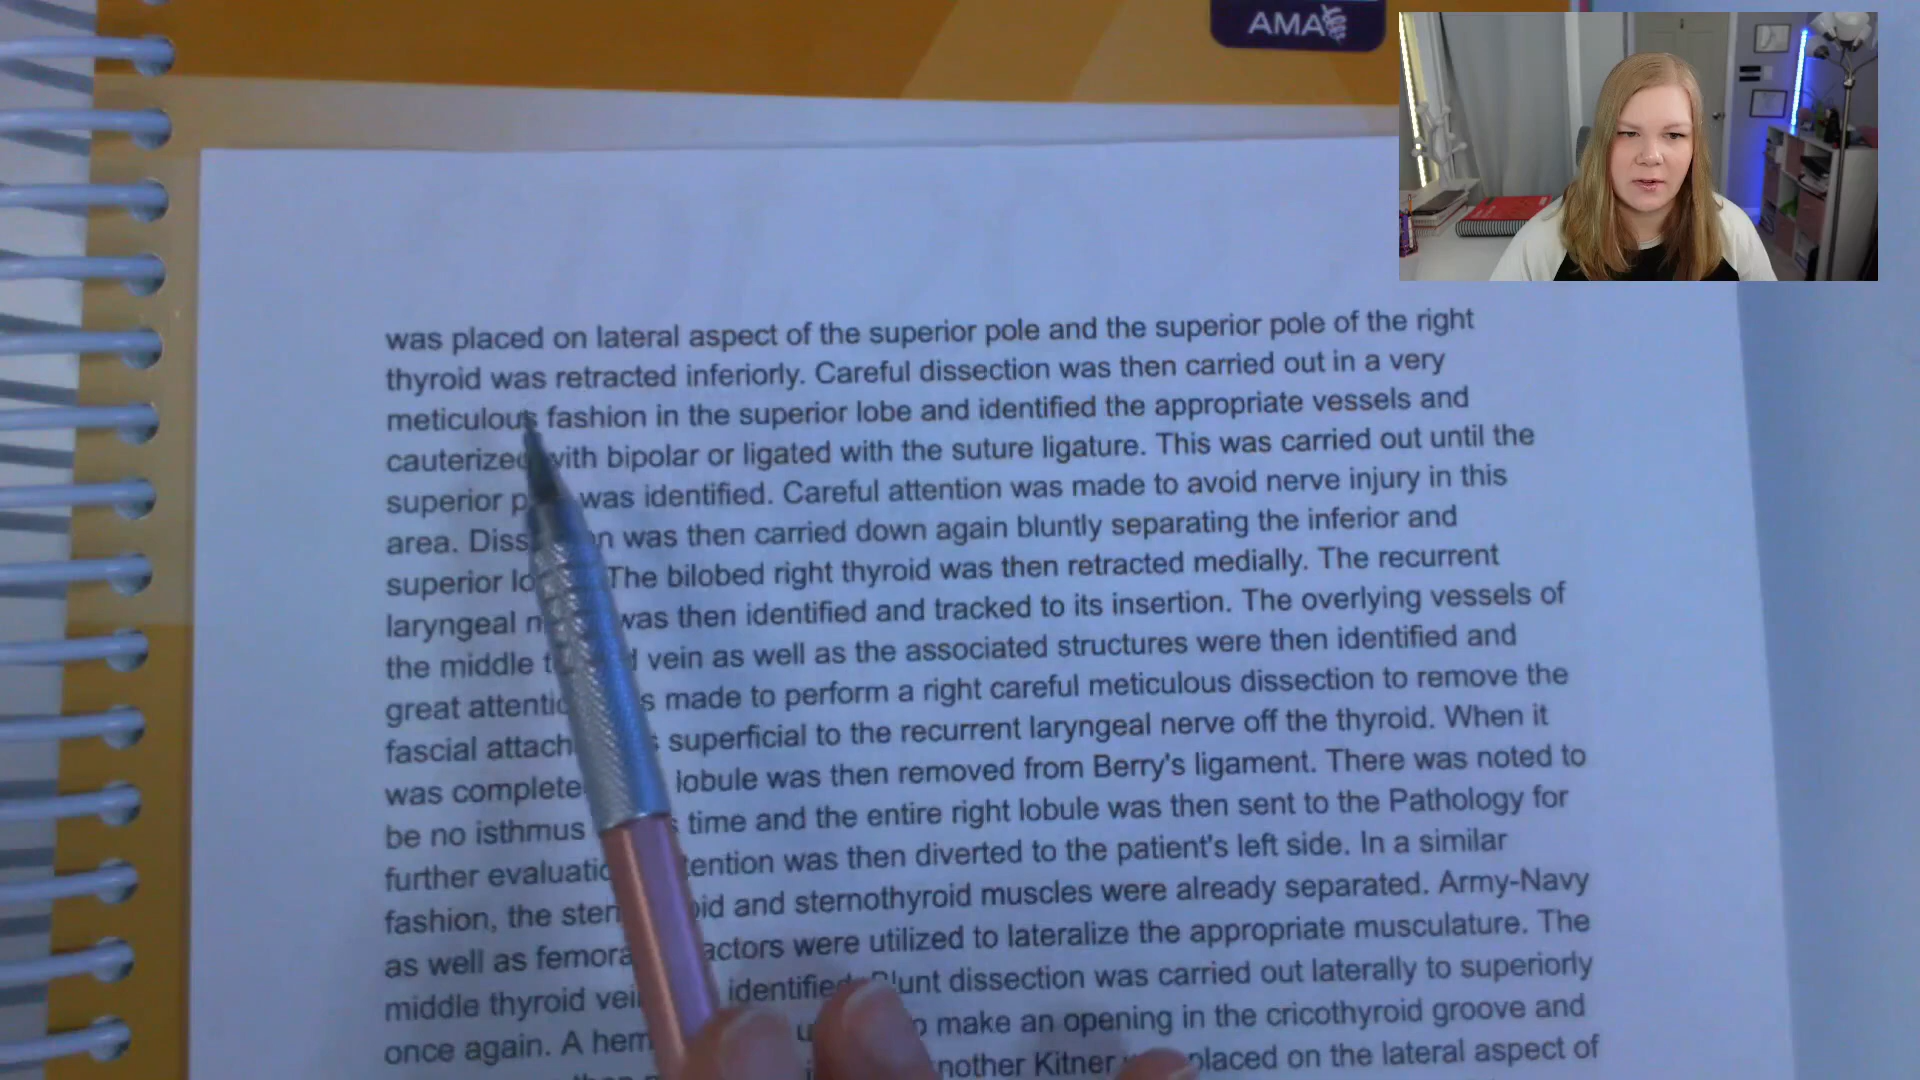 AMA
was placed on lateral aspect of the superior pole and the superior pole of the right
thyroid was retracted inferiorly. Careful dissection was then carried out in a very
meticulous fashion in the superior lobe and identified the appropriate vessels and
cauterized with bipolar or ligated with the suture ligature. This was carried out until the
superior was identified. Careful attention was made to avoid nerve injury in this
area. was then carried down again bluntly separating the inferior and
superior The bilobed right thyroid was then retracted medially. The recurrent
laryngeal was then identified and tracked to its insertion. The overlying vessels of
the middle vein as well as the associated structures were then identified and
great made to perform a right careful meticulous dissection to remove the
fascial superficial to the recurrent laryngeal nerve off the thyroid. When it
was lobule was then removed from Berry's ligament. There was noted to
be no isthmus time and the entire right lobule was then sent to the Pathology for
further was then diverted to the patient's left side. In a similar
fashion, the and sternothyroid muscles were already separated. Army-Navy
as well as were utilized to lateralize the appropriate musculature. The
middle thyroid identified. Blunt dissection was carried out laterally to superiorly
once again. A make an opening in the cricothyroid groove and
another Kitner placed on the lateral aspect of